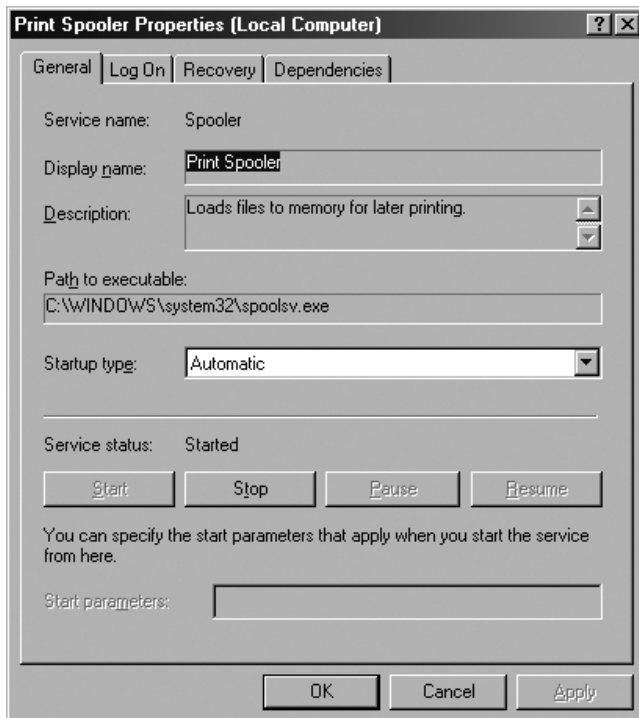 Print Spooler Properties (Local Computer)
? X
General Log On Recovery Dependencies
Service name: Spooler
Display name: Print Spooler
Description: Loads files to memory for later printing.
Path to executable:
C:\WINDOWS\system32\spoolsv.exe
Startup type: Automatic
Service status: Started
Start Stop Pause Resume
You can specify the start parameters that apply when you start the service
from here.
Start parameters:
OK Cancel Apply